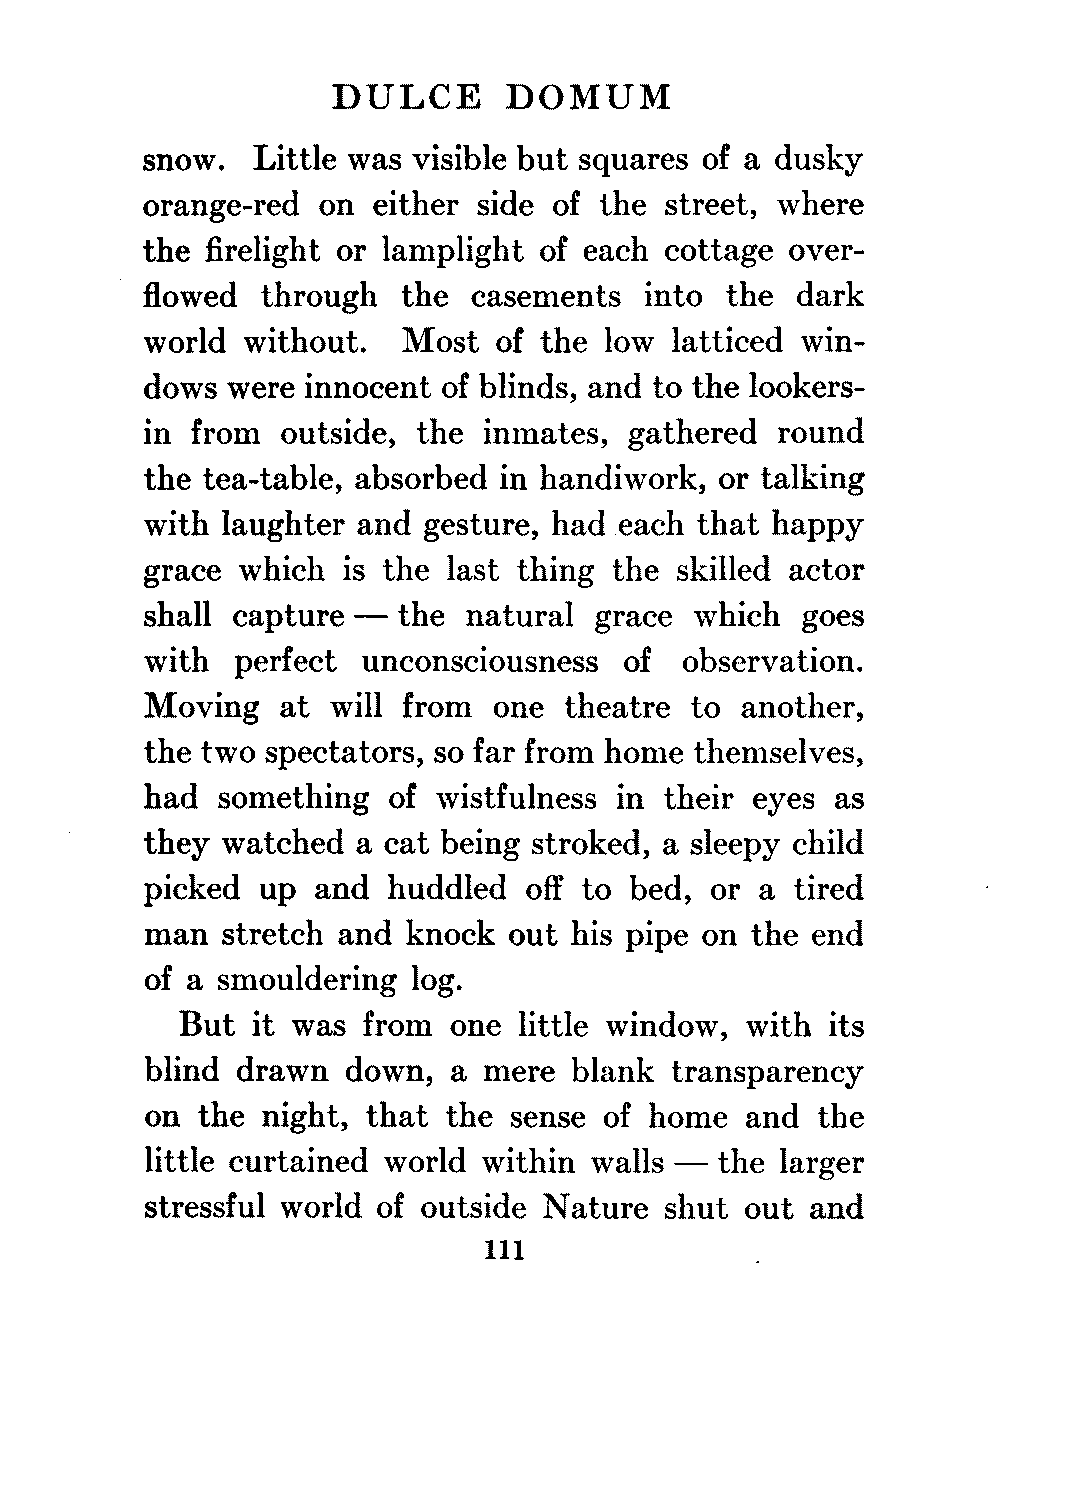 DULCE DOMUM
snow. Little was visible but squares of a dusky
orange-red on either side of the street, where
the firelight or lamplight of each cottage over-
flowed through the casements into the dark
world without. Most of the low latticed win-
dows were innocent of blinds, and to the lookers-
in from outside, the inmates, gathered round
the tea-table, absorbed in handiwork, or talking
with laughter and gesture, had each that happy
grace which is the last thing the skilled actor
shall capture — the natural grace which goes
with perfect unconsciousness of observation.
Moving at will from one theatre to another,
the two spectators, so far from home themselves,
had something of wistfulness in their eyes as
they watched a cat being stroked, a sleepy child
picked up and huddled off to bed, or a tired
man stretch and knock out his pipe on the end
of a smouldering log.
But it was from one little window, with its
blind drawn down, a mere blank transparency
on the night, that the sense of home and the
little curtained world within walls — the larger
stressful world of outside Nature shut out and
111